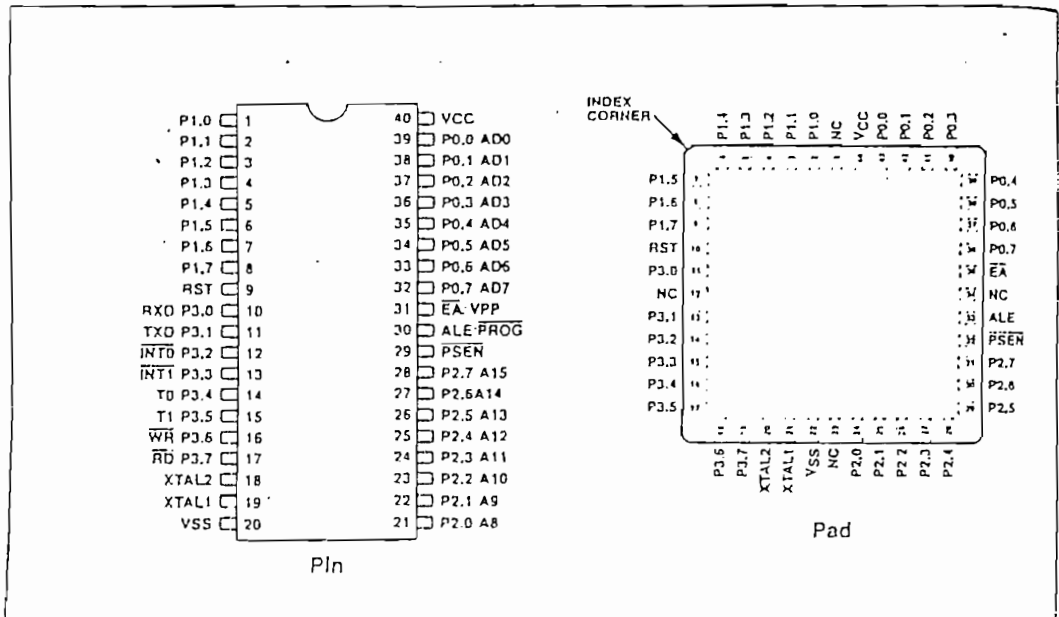 P1.0 1
P1.1 2
P1.2 3
P1.3 4
P1.4 5
P1.5 6
P1.6 7
P1.7 8
RST 9
RXD P3.0 10
TXD P3.1 11
INT0 P3.2 12
INT1 P3.3 13
T0 P3.4 14
T1 P3.5 15
WR P3.6 16
RD P3.7 17
XTAL2 18
XTAL1 19
VSS 20
40 VCC
39 P0.0 AD0
38 P0.1 AD1
37 P0.2 AD2
36 P0.3 AD3
35 P0.4 AD4
34 P0.5 AD5
33 P0.6 AD6
32 P0.7 AD7
31 EA VPP
30 ALE PROG
29 PSEN
28 P2.7 A15
27 P2.6 A14
26 P2.5 A13
25 P2.4 A12
24 P2.3 A11
23 P2.2 A10
22 P2.1 A9
21 P2.0 A8
Pin
INDEX
CORNER
P1.4
P1.3
P1.2
P1.1
P1.0
NC
VCC
P0.0
P0.1
P0.2
P0.3
P1.5
P1.6
P1.7
RST
P3.0
NC
P3.1
P3.2
P3.3
P3.4
P3.5
P0.4
P0.5
P0.6
P0.7
EA
NC
ALE
PSEN
P2.7
P2.6
P2.5
P3.6
P3.7
XTAL2
XTAL1
VSS
NC
P2.0
P2.1
P2 2
P2.3
P2.4
Pad